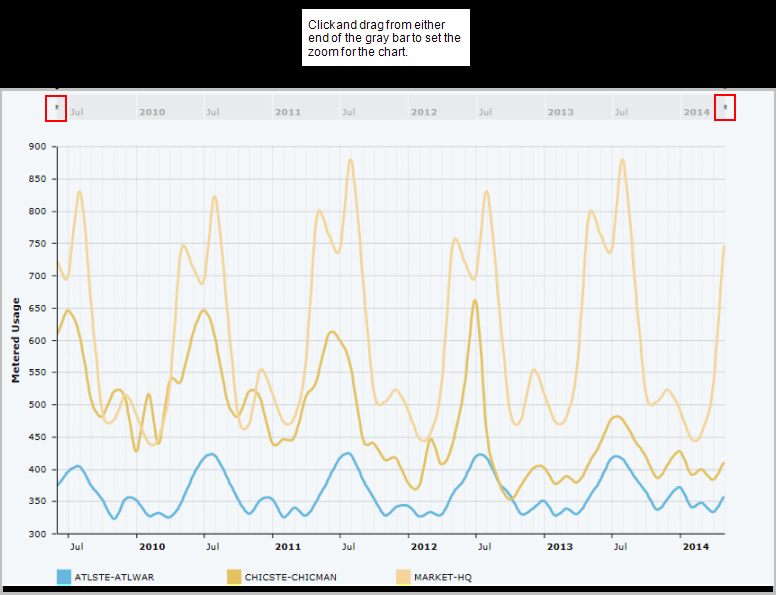 Click and drag from either
end of the gray bar to set the
zoom for the chart.
Jul 2010 Jul 2011 Jul 2012 Jul 2013 Jul 2014
900
850
800
750
700
650
600
550
500
450
400
350
300
Metered Usage
Jul 2010 Jul 2011 Jul 2012 Jul 2013 Jul 2014
ATLSTE-ATLWAR CHICSTE-CHICMAN MARKET-HQ